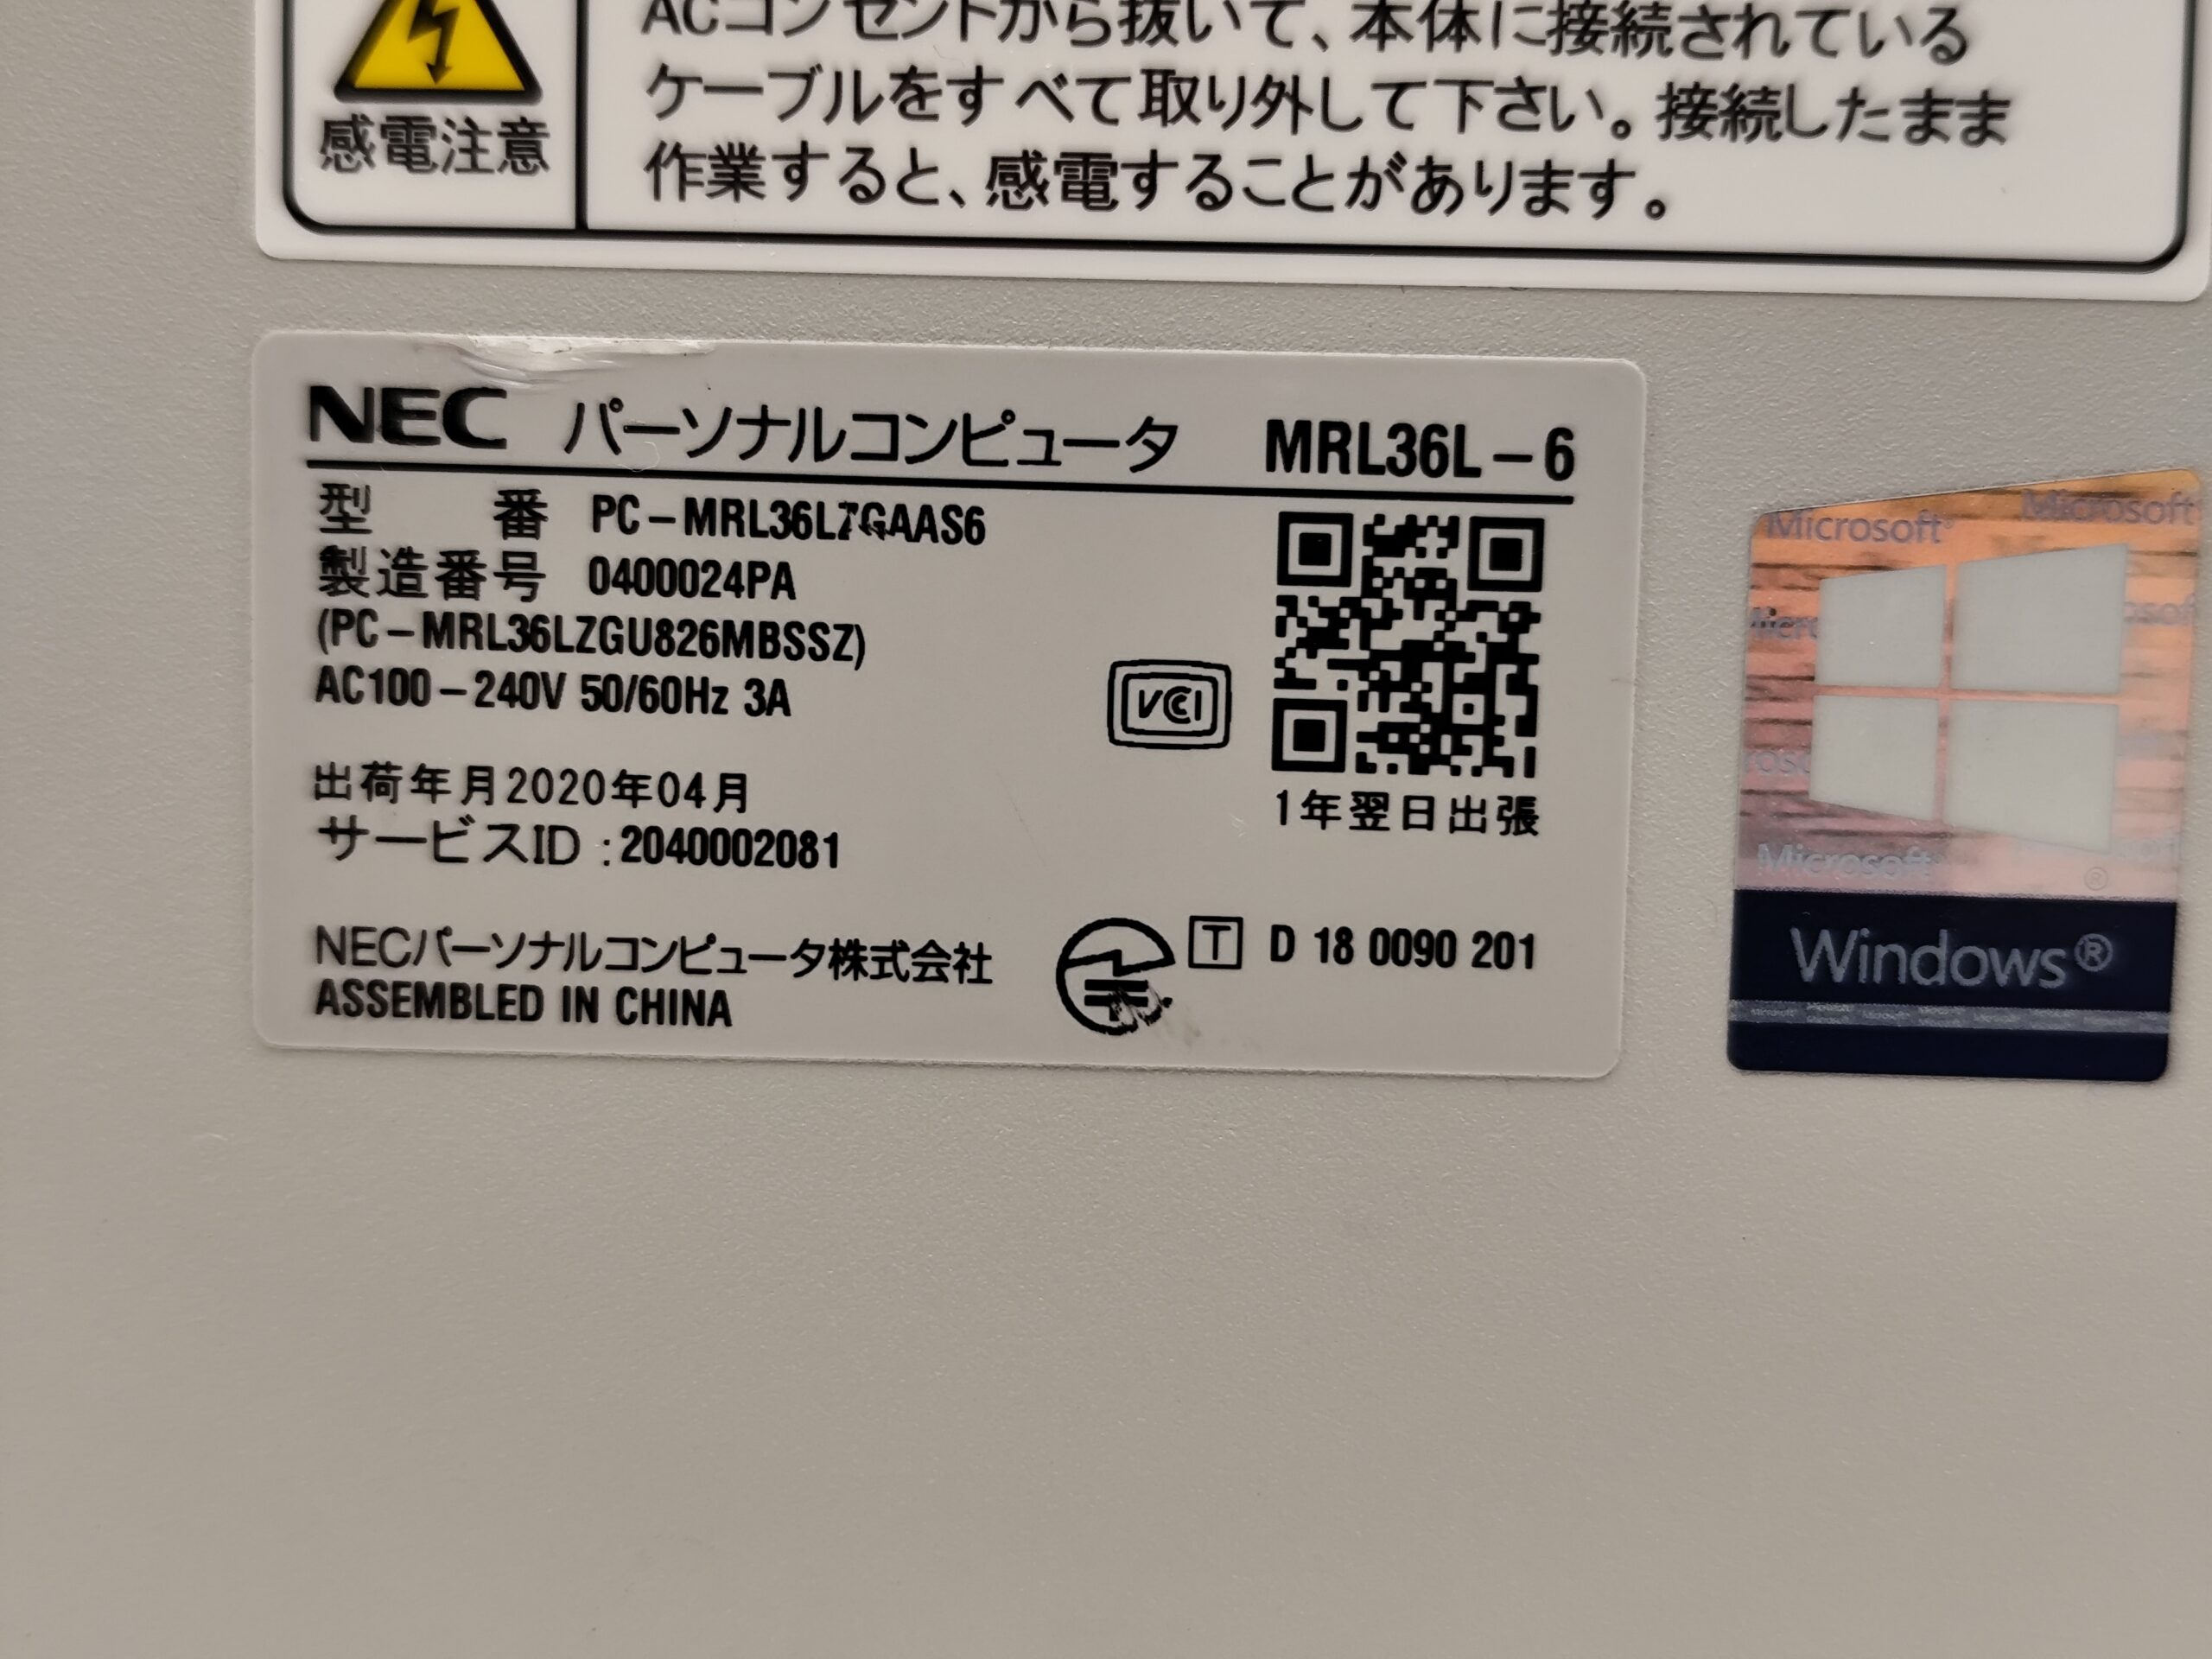 ACコンセントから抜いて、本体に接続されている
ケーブルをすべて取り外して下さい。接続したまま
作業すると、感電することがあります。
感電注意
NEC パーソナルコンピュータ MRL36L-6
型 番 PC-MRL36LZGAAS6
製造番号 0400024PA
(PC-MRL36LZGU826MBSSZ)
AC100-240V 50/60Hz 3A
VCCI
出荷年月2020年04月
1年翌日出張
サービスID :2040002081
NECパーソナルコンピュータ株式会社
T D 18 0090 201
ASSEMBLED IN CHINA
Microsoft Microsoft
Microsoft
Windows®